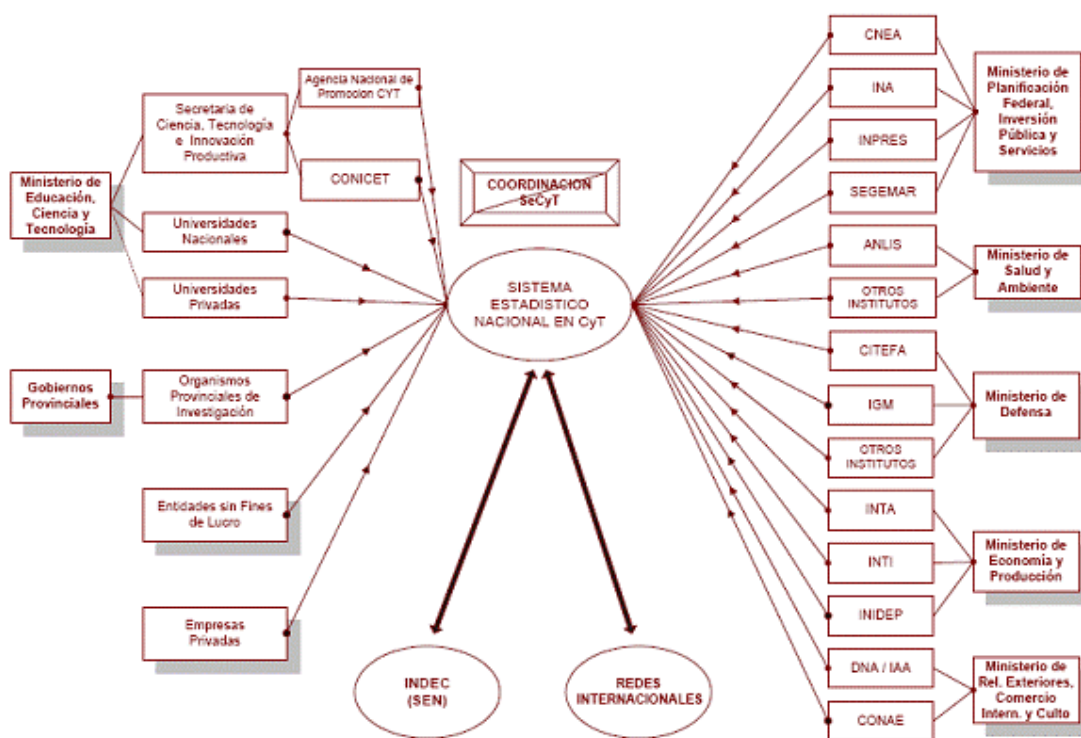 Agencia Nacional de
Promocion CYT
Secretaria de
Ciencia, Tecnología
e Innovación
Productiva
CONICET
Ministerio de
Educación,
Ciencia y
Tecnología
Universidades
Nacionales
Universidades
Privadas
Gobiernos
Provinciales
Organismos
Provinciales de
Investigación
Entidades sin Fines
de Lucro
Empresas
Privadas
COORDINACION
SeCyT
SISTEMA
ESTADISTICO
NACIONAL EN CyT
INDEC
(SEN)
REDES
INTERNACIONALES
CNEA
INA
INPRES
SEGEMAR
Ministerio de
Planificación
Federal,
Inversión
Pública y
Servicios
ANLIS
OTROS
INSTITUTOS
Ministerio de
Salud y
Ambiente
CITEFA
IGM
OTROS
INSTITUTOS
Ministerio de
Defensa
INTA
INTI
INIDEP
Ministerio de
Economía y
Producción
DNA / IAA
CONAE
Ministerio de
Rel. Exteriores,
Comercio
Intern. y Culto